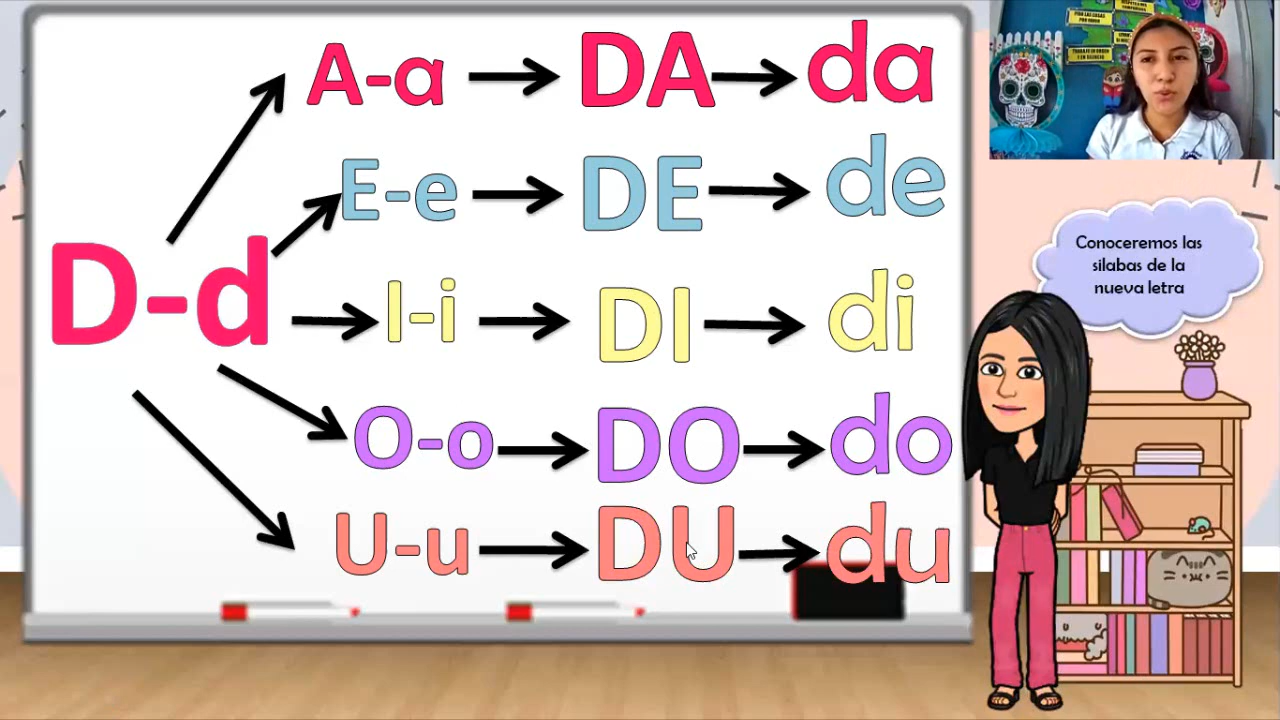 D-d
A-a DA da
E-e DE de
I-i DI di
O-o DO do
U-u DU du
Conoceremos las
silabas de la
nueva letra